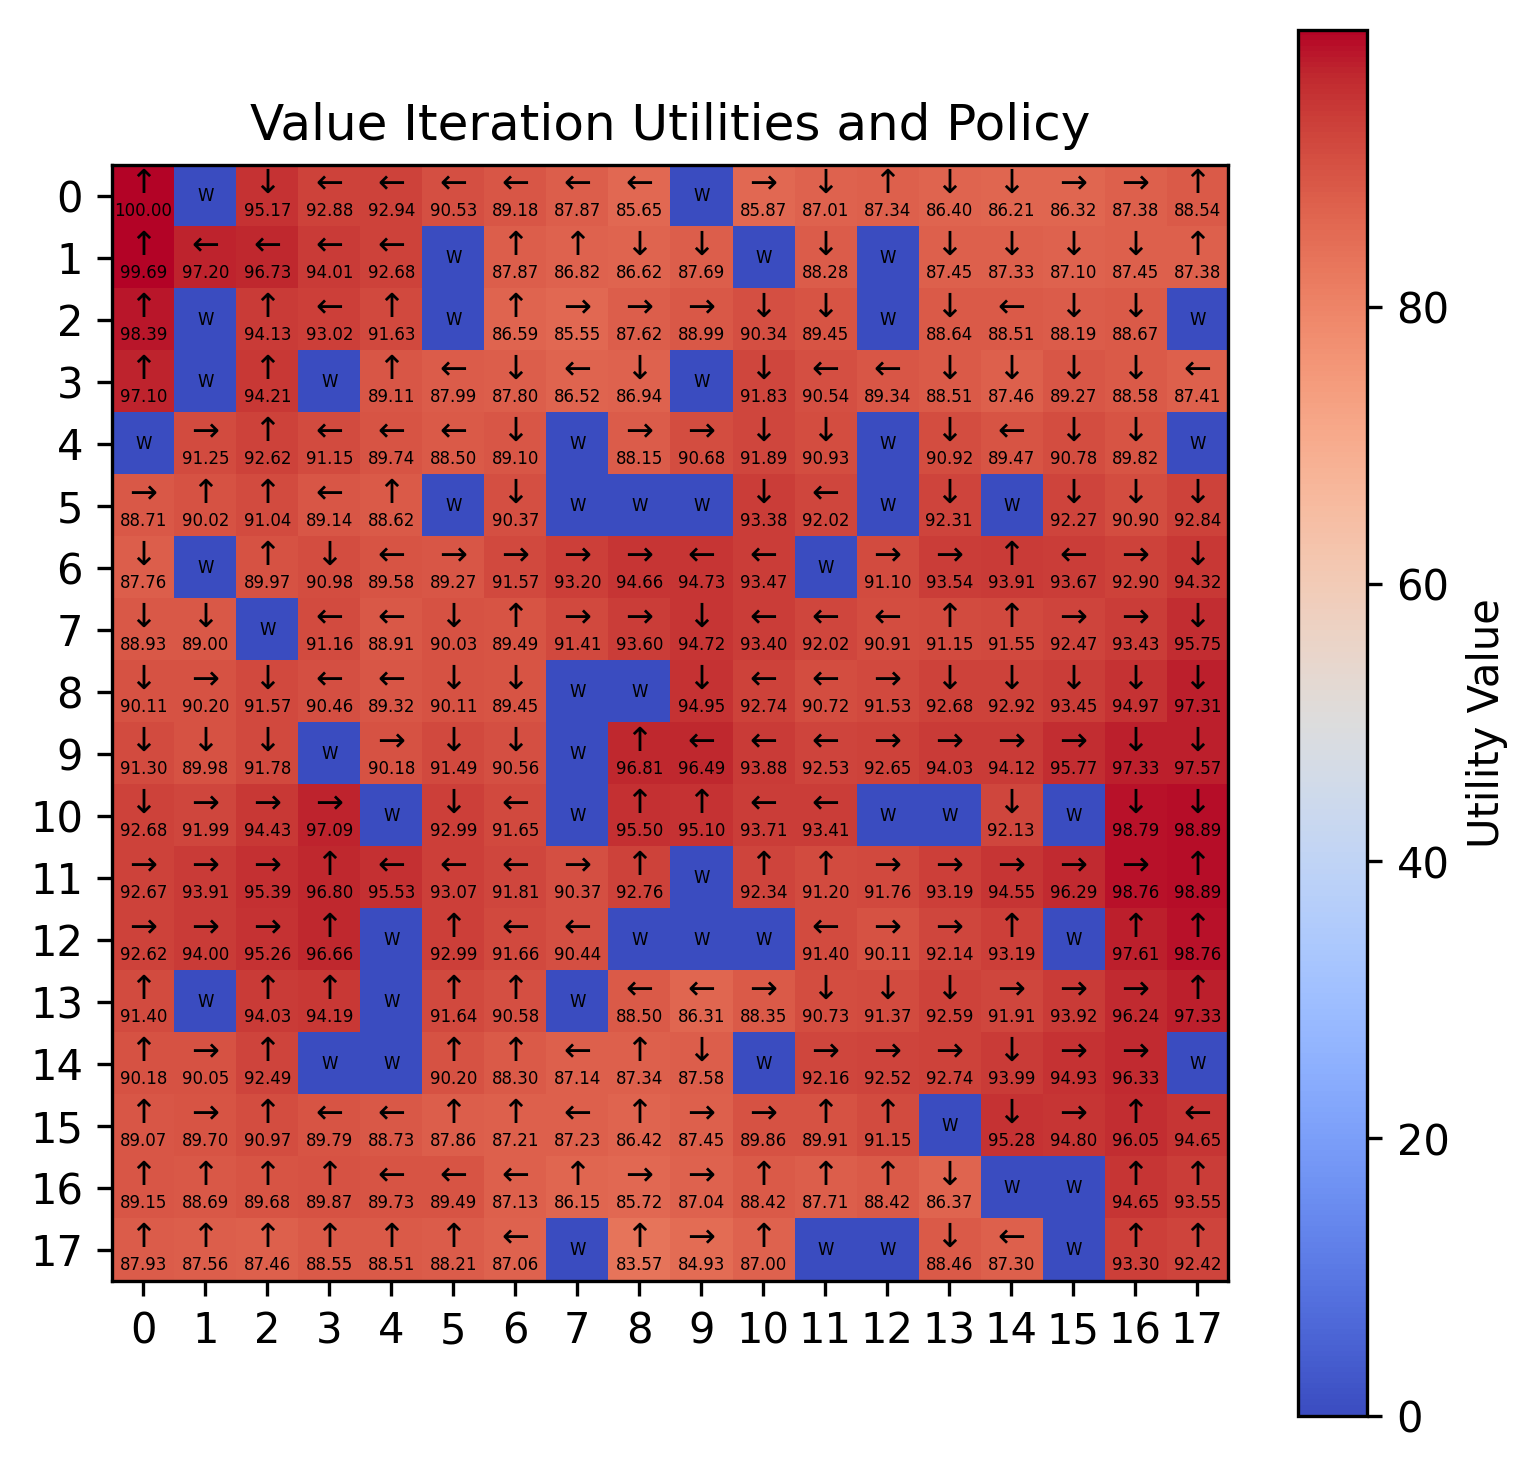 Value Iteration Utilities and Policy
0 ↑ W ↓ ← ← ← ← ← ← W → ↓ ↑ ↓ ↓ → → ↑
100.00 95.17 92.88 92.94 90.53 89.18 87.87 85.65 85.87 87.01 87.34 86.40 86.21 86.32 87.38 88.54
1 ↑ ← ← ← ← W ↑ ↑ ↓ ↓ W ↓ W ↓ ↓ ↓ ↓ ↑
99.69 97.20 96.73 94.01 92.68 87.87 86.82 86.62 87.69 88.28 87.45 87.33 87.10 87.45 87.38
2 ↑ W ↑ ← ↑ W ↑ → → → ↓ ↓ W ↓ ← ↓ ↓ W
98.39 94.13 93.02 91.63 86.59 85.55 87.62 88.99 90.34 89.45 88.64 88.51 88.19 88.67
3 ↑ W ↑ W ↑ ← ↓ ← ↓ W ↓ ← ← ↓ ↓ ↓ ↓ ←
97.10 94.21 89.11 87.99 87.80 86.52 86.94 91.83 90.54 89.34 88.51 87.46 89.27 88.58 87.41
4 W → ↑ ← ← ← ↓ W → → ↓ ↓ W ↓ ← ↓ ↓ W
91.25 92.62 91.15 89.74 88.50 89.10 88.15 90.68 91.89 90.93 90.92 89.47 90.78 89.82
5 → ↑ ↑ ← ↑ W ↓ W W W ↓ ← W ↓ W ↓ ↓ ↓
88.71 90.02 91.04 89.14 88.62 90.37 93.38 92.02 92.31 92.27 90.90 92.84
6 ↓ W ↑ ↓ ← → → → → ← ← W → → ↑ ← → ↓
87.76 89.97 90.98 89.58 89.27 91.57 93.20 94.66 94.73 93.47 91.10 93.54 93.91 93.67 92.90 94.32
7 ↓ ↓ W ← ← ↓ ↑ → → ↓ ← ← ← ↑ ↑ → → ↓
88.93 89.00 91.16 88.91 90.03 89.49 91.41 93.60 94.72 93.40 92.02 90.91 91.15 91.55 92.47 93.43 95.75
8 ↓ → ↓ ← ← ↓ ↓ W W ↓ ← ← → ↓ ↓ ↓ ↓ ↓
90.11 90.20 91.57 90.46 89.32 90.11 89.45 94.95 92.74 90.72 91.53 92.68 92.92 93.45 94.97 97.31
9 ↓ ↓ ↓ W → ↓ ↓ W ↑ ← ← ← → → → → ↓ ↓
91.30 89.98 91.78 90.18 91.49 90.56 96.81 96.49 93.88 92.53 92.65 94.03 94.12 95.77 97.33 97.57
10 ↓ → → → W ↓ ← W ↑ ↑ ← ← W W ↓ W ↓ ↓
92.68 91.99 94.43 97.09 92.99 91.65 95.50 95.10 93.71 93.41 92.13 98.79 98.89
11 → → → ↑ ← ← ← → ↑ W ↑ ↑ → → → → → ↑
92.67 93.91 95.39 96.80 95.53 93.07 91.81 90.37 92.76 92.34 91.20 91.76 93.19 94.55 96.29 98.76 98.89
12 → → → ↑ W ↑ ← ← W W W ← → → ↑ W ↑ ↑
92.62 94.00 95.26 96.66 92.99 91.66 90.44 91.40 90.11 92.14 93.19 97.61 98.76
13 ↑ W ↑ ↑ W ↑ ↑ W ← ← → ↓ ↓ ↓ → → → ↑
91.40 94.03 94.19 91.64 90.58 88.50 86.31 88.35 90.73 91.37 92.59 91.91 93.92 96.24 97.33
14 ↑ → ↑ W W ↑ ↑ ← ↑ ↓ W → → → ↓ → → W
90.18 90.05 92.49 90.20 88.30 87.14 87.34 87.58 92.16 92.52 92.74 93.99 94.93 96.33
15 ↑ → ↑ ← ← ↑ ↑ ← ↑ → → ↑ ↑ W ↓ → ↑ ←
89.07 89.70 90.97 89.79 88.73 87.86 87.21 87.23 86.42 87.45 89.86 89.91 91.15 95.28 94.80 96.05 94.65
16 ↑ ↑ ↑ ↑ ← ← ← ↑ → → ↑ ↑ ↑ ↓ W W ↑ ↑
89.15 88.69 89.68 89.87 89.73 89.49 87.13 86.15 85.72 87.04 88.42 87.71 88.42 86.37 94.65 93.55
17 ↑ ↑ ↑ ↑ ↑ ↑ ← W ↑ → ↑ W W ↓ ← W ↑ ↑
87.93 87.56 87.46 88.55 88.51 88.21 87.06 83.57 84.93 87.00 88.46 87.30 93.30 92.42
0 1 2 3 4 5 6 7 8 9 10 11 12 13 14 15 16 17
80
60
40
20
0
Utility Value